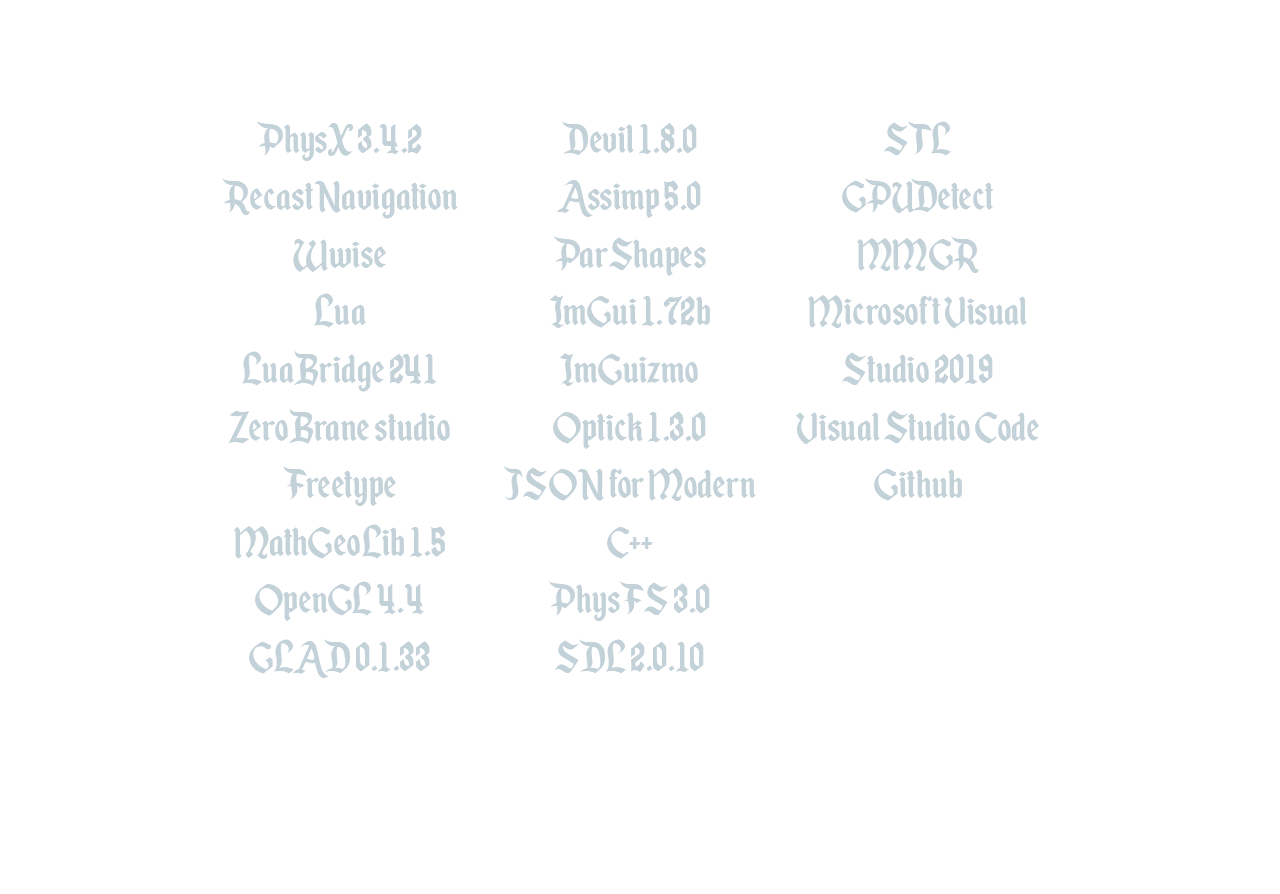 PhysX 3.4.2
Recast Navigation
Wwise
Lua
LuaBridge 241
ZeroBrane studio
Freetype
MathGeoLib 1.5
OpenGL 4.4
GLAD 0.1.33
Devil 1.8.0
Assimp 5.0
Par Shapes
ImGui 1.72b
ImGuizmo
Optick 1.3.0
JSON for Modern
C++
PhysFS 3.0
SDL 2.0.10
STL
GPUDetect
MMGR
Microsoft Visual
Studio 2019
Visual Studio Code
Github